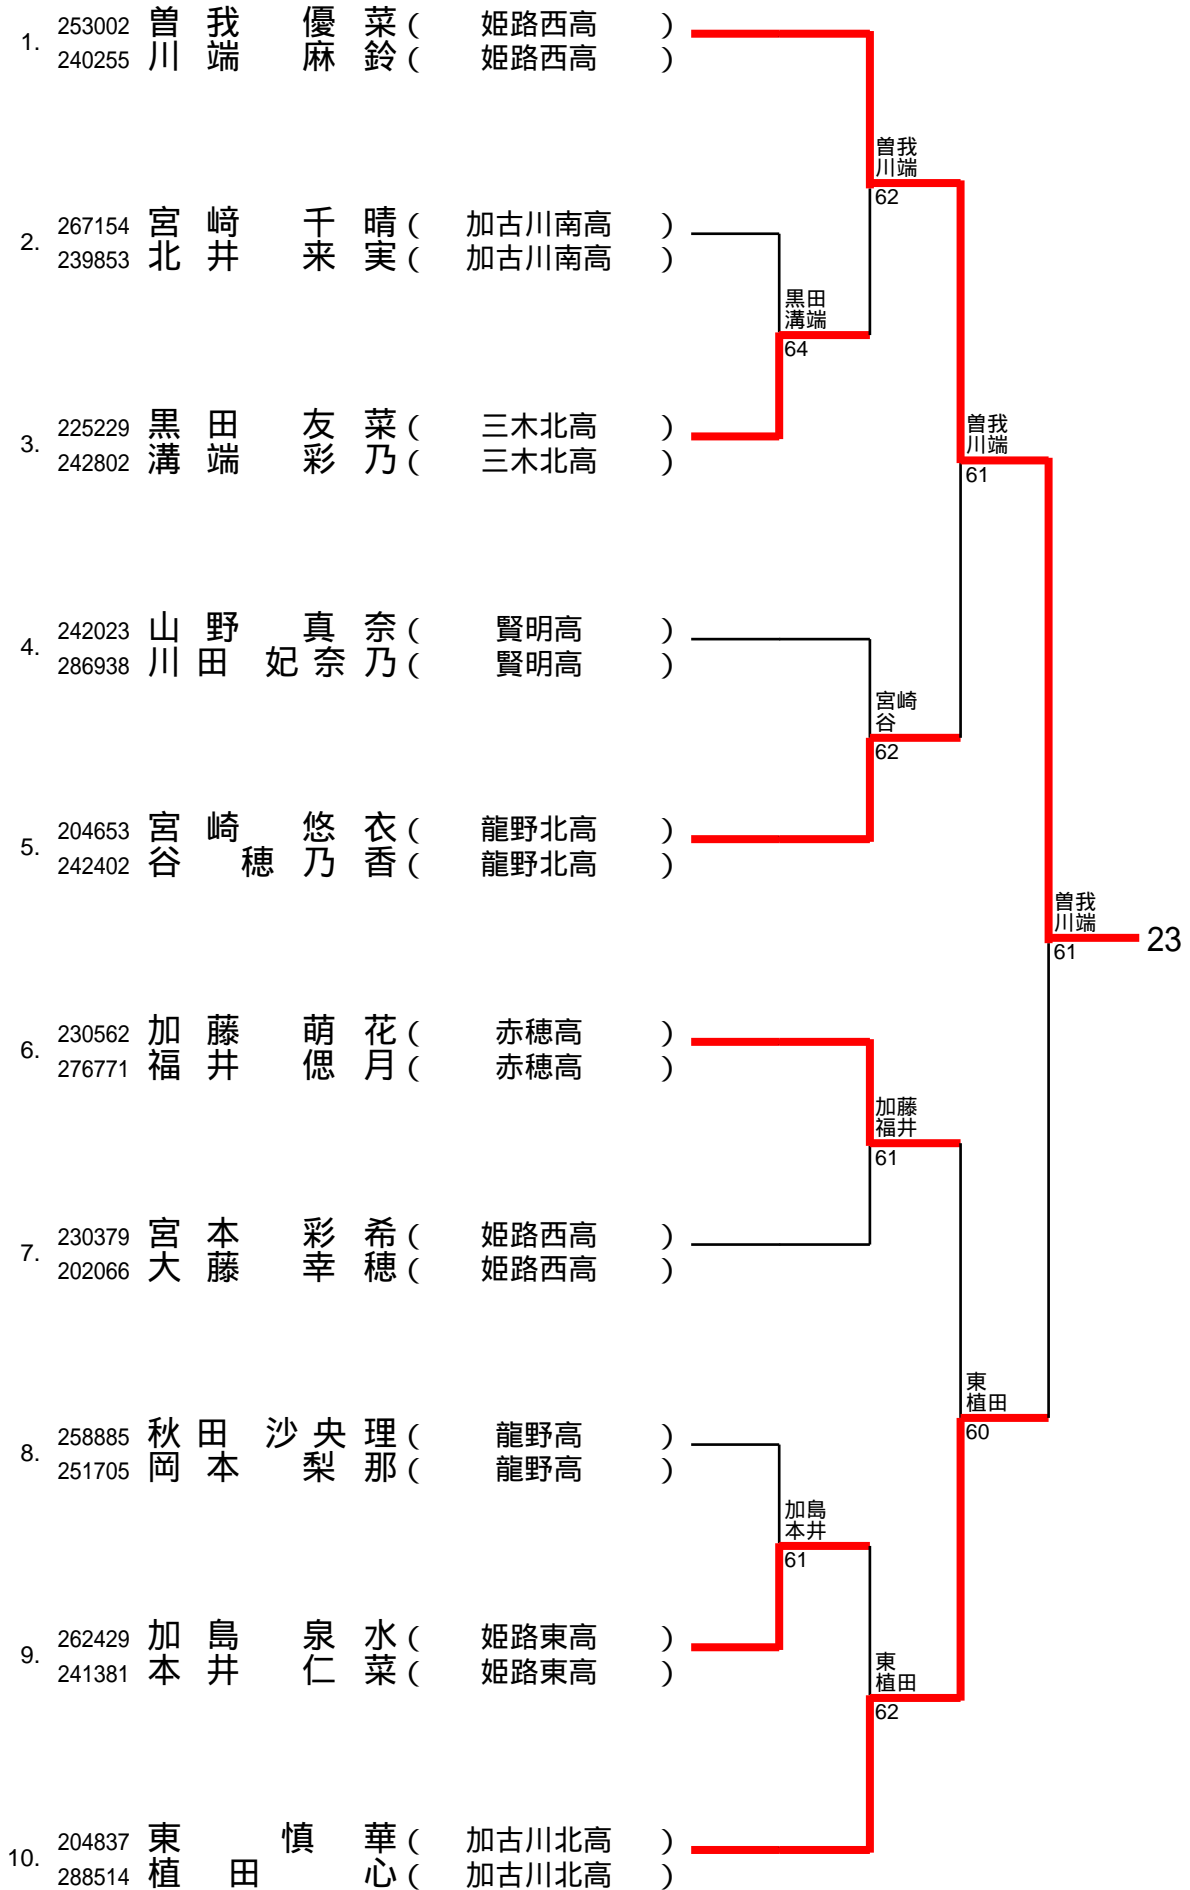 1. 253002 曽我 優菜 ( 姫路西高 )
240255 川端 麻鈴 ( 姫路西高 )
曽我
川端
62
2. 267154 宮﨑 千晴 ( 加古川南高 )
239853 北井 来実 ( 加古川南高 )
黒田
溝端
64
3. 225229 黒田 友菜 ( 三木北高 )
242802 溝端 彩乃 ( 三木北高 )
曽我
川端
61
4. 242023 山野 真奈 ( 賢明高 )
286938 川田 妃奈乃 ( 賢明高 )
宮崎
谷
62
5. 204653 宮崎 悠衣 ( 龍野北高 )
242402 谷 穂乃香 ( 龍野北高 )
曽我
川端
61
23
6. 230562 加藤 萌花 ( 赤穂高 )
276771 福井 偲月 ( 赤穂高 )
加藤
福井
61
7. 230379 宮本 彩希 ( 姫路西高 )
202066 大藤 幸穂 ( 姫路西高 )
東
植田
60
8. 258885 秋田 沙央理 ( 龍野高 )
251705 岡本 梨那 ( 龍野高 )
加島
本井
61
9. 262429 加島 泉水 ( 姫路東高 )
241381 本井 仁菜 ( 姫路東高 )
東
植田
62
10. 204837 東 慎華 ( 加古川北高 )
288514 植田 心 ( 加古川北高 )